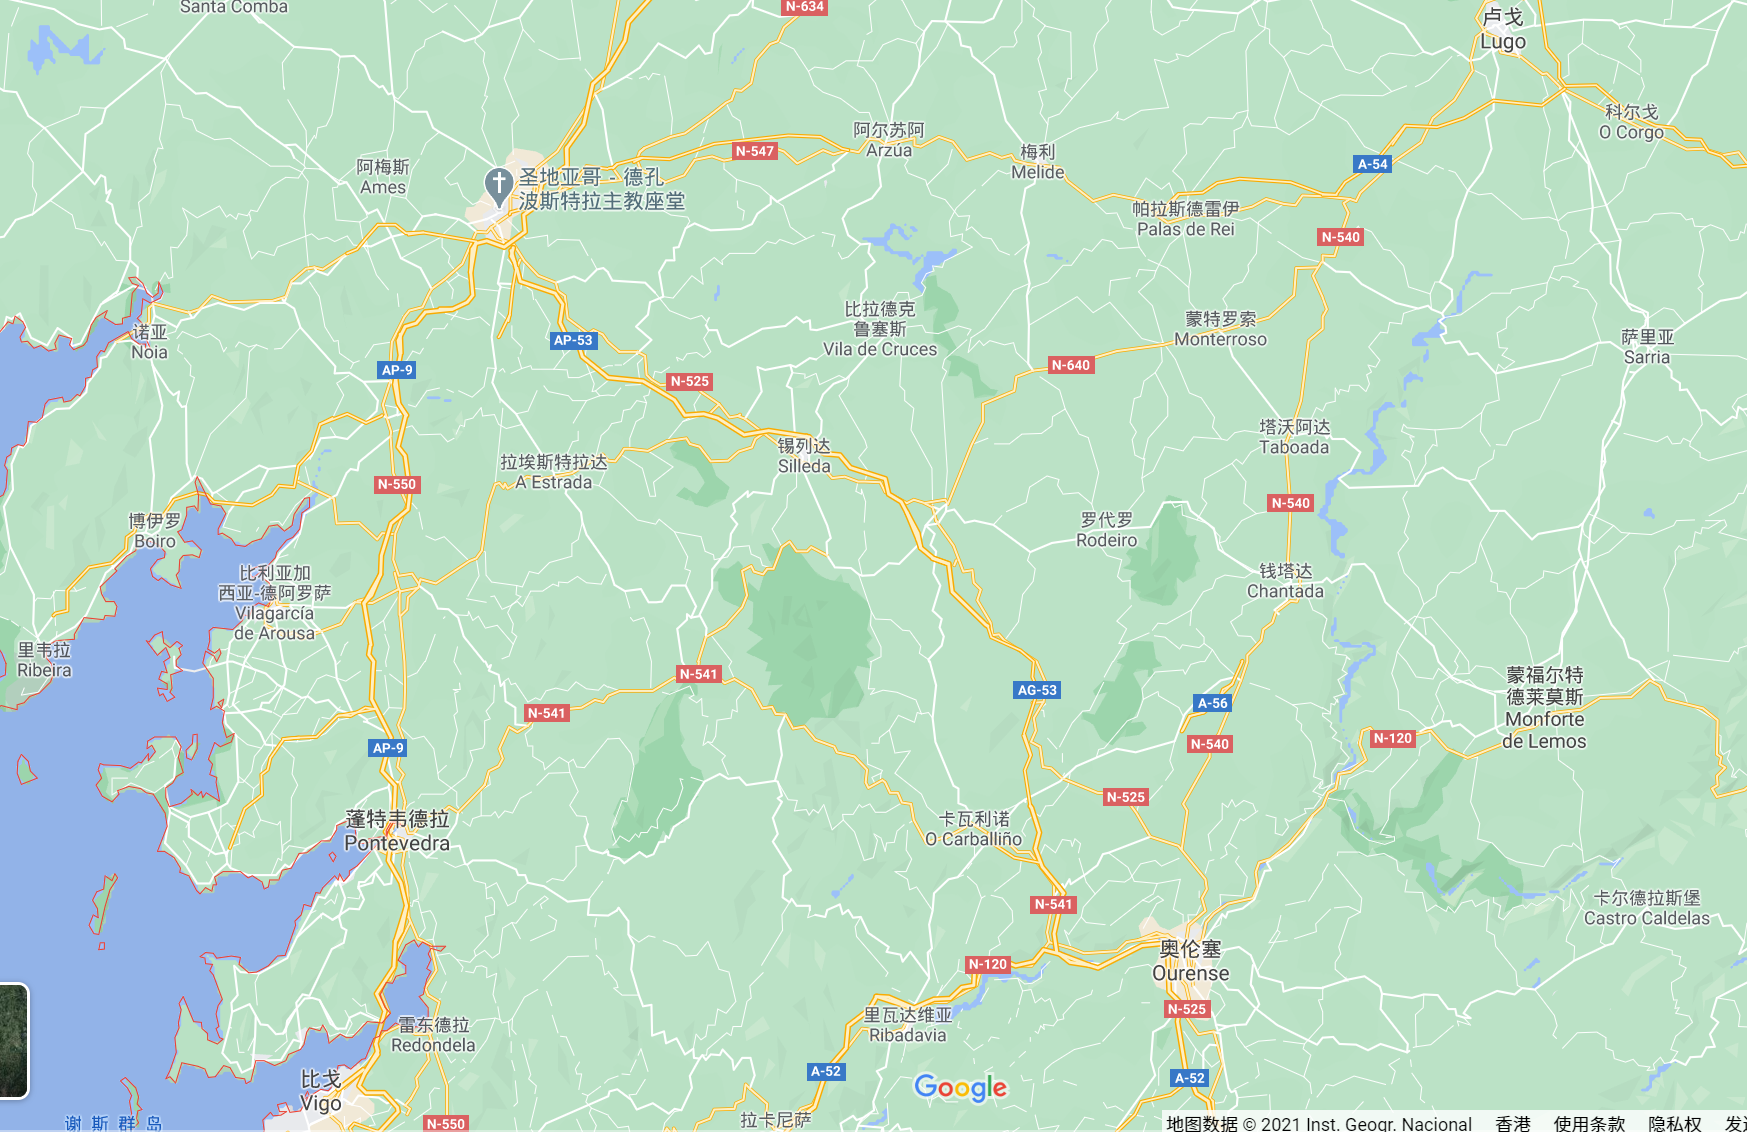 Santa Comba
N-634
卢戈
Lugo
科尔戈
O Corgo
阿尔苏阿
Arzúa
N-547
梅利
Melide
A-54
阿梅斯
Ames
圣地亚哥 - 德孔
波斯特拉主教座堂
帕拉斯德雷伊
Palas de Rei
N-540
诺亚
Noia
比拉德克
鲁塞斯
Vila de Cruces
蒙特罗索
Monterroso
萨里亚
Sarria
AP-53
AP-9
N-525
N-640
锡列达
Silleda
塔沃阿达
Taboada
拉埃斯特拉达
A Estrada
N-550
N-540
博伊罗
Boiro
罗代罗
Rodeiro
比利亚加
西亚-德阿罗萨
Vilagarcía
de Arousa
钱塔达
Chantada
里韦拉
Ribeira
N-541
AG-53
A-56
蒙福尔特
德莱莫斯
Monforte
de Lemos
N-541
AP-9
N-540
N-120
N-525
蓬特韦德拉
Pontevedra
卡瓦利诺
O Carballiño
N-541
卡尔德拉斯堡
Castro Caldelas
奥伦塞
Ourense
N-120
N-525
里瓦达维亚
Ribadavia
雷东德拉
Redondela
A-52
A-52
比戈
Vigo
Google
谢斯群岛
N-550
拉卡尼萨
地图数据 © 2021 Inst. Geogr. Nacional 香港 使用条款 隐私权 发